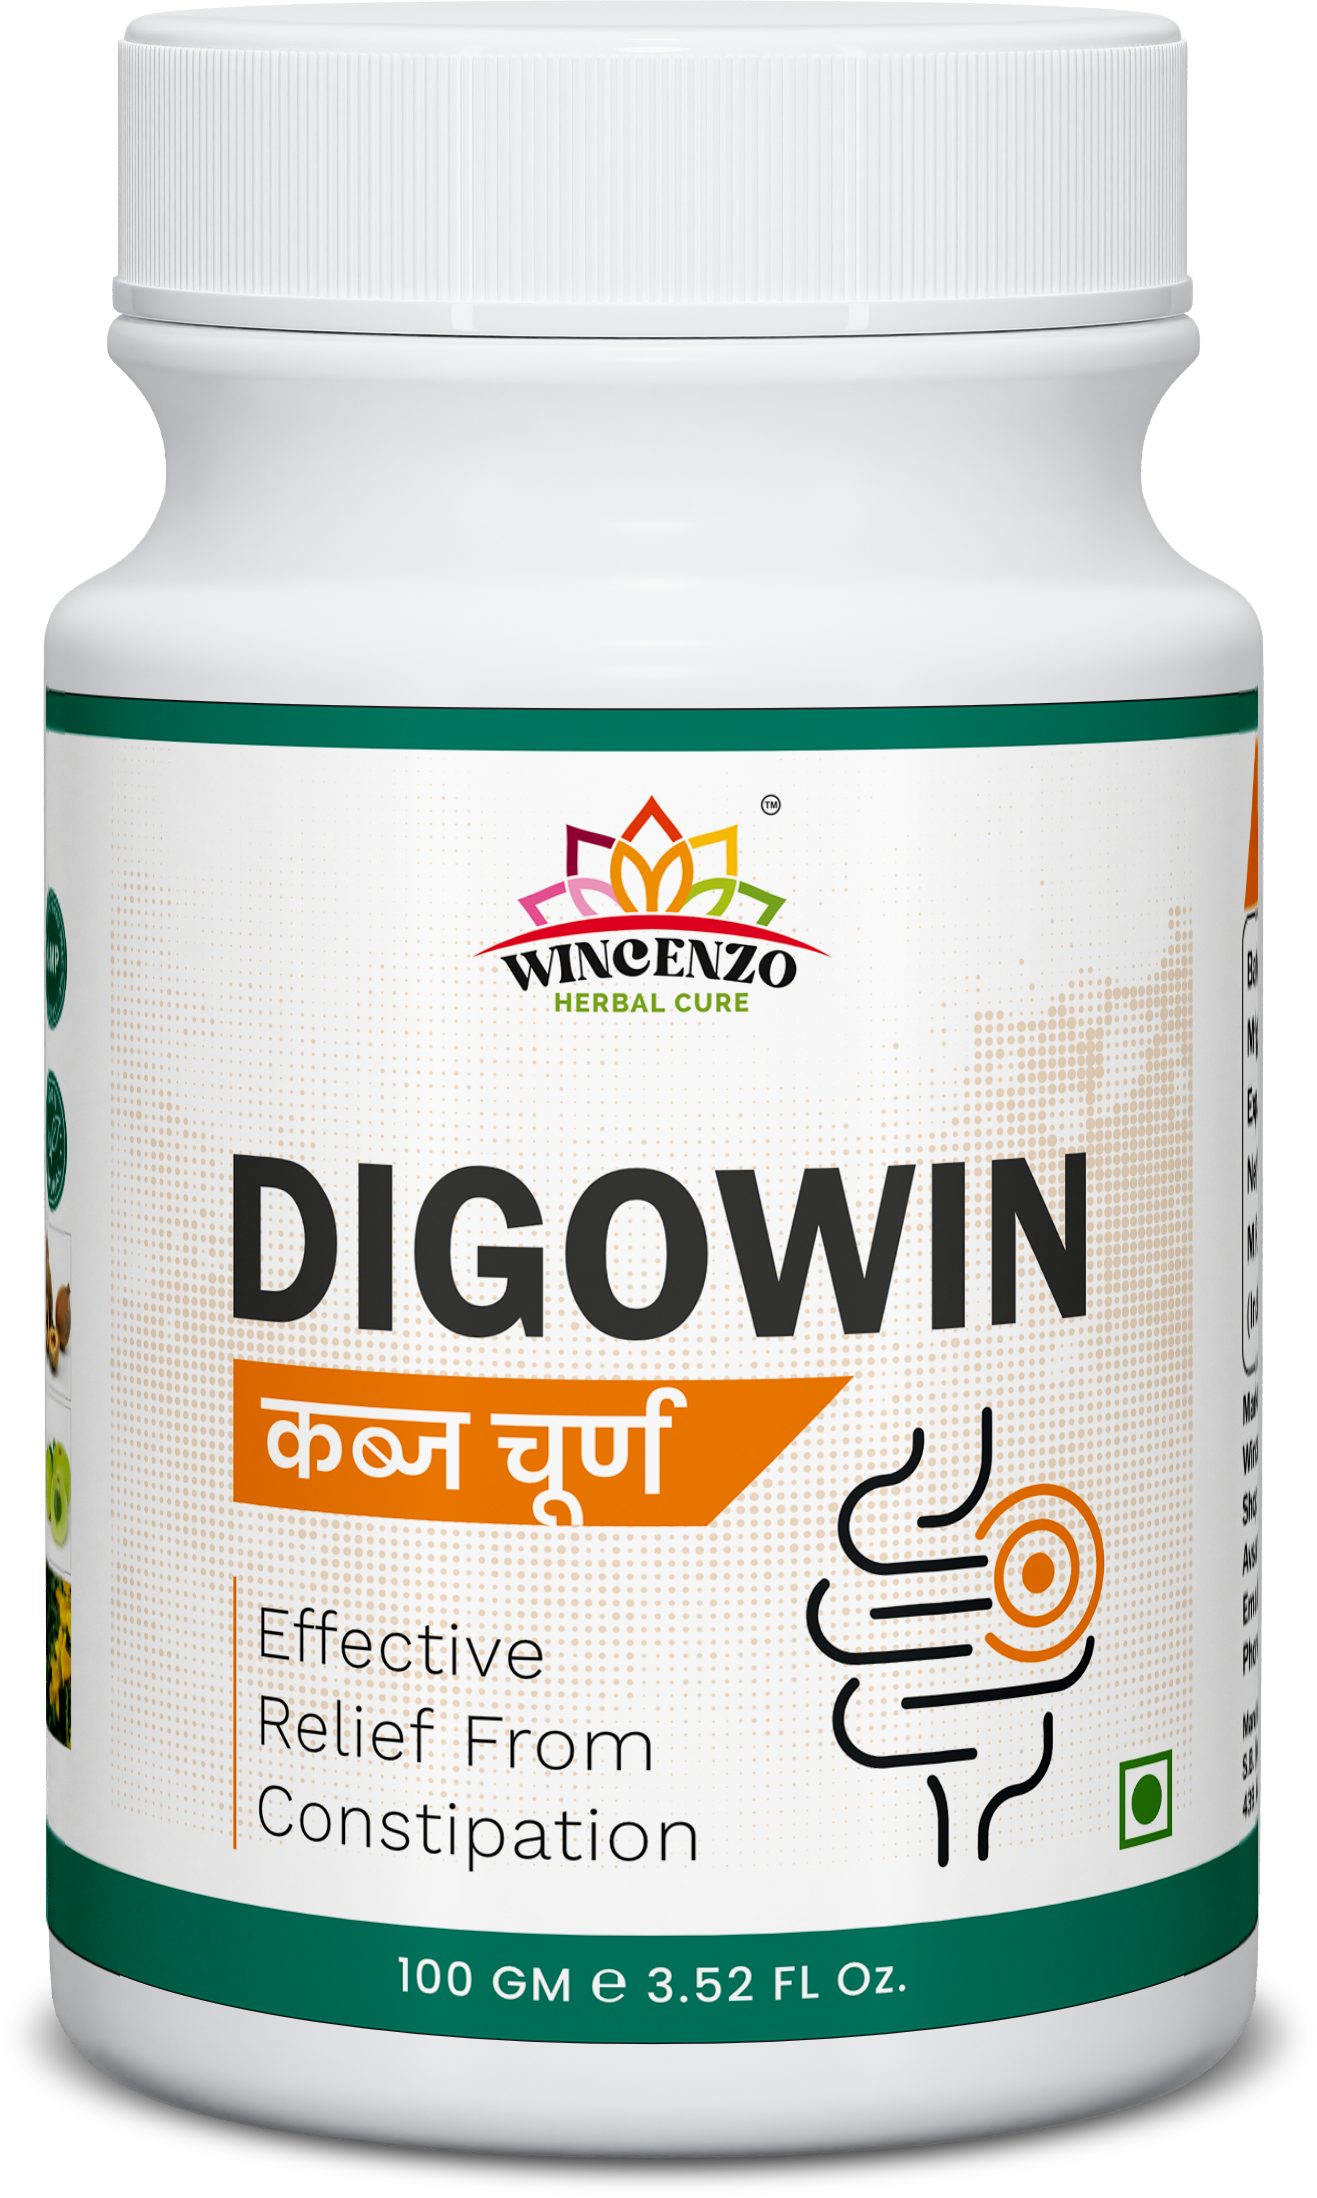 TM
WINCENZO
HERBAL CURE
DIGOWIN
कब्ज चूर्ण
Effective
Relief From
Constipation
100 GM e 3.52 FL Oz.